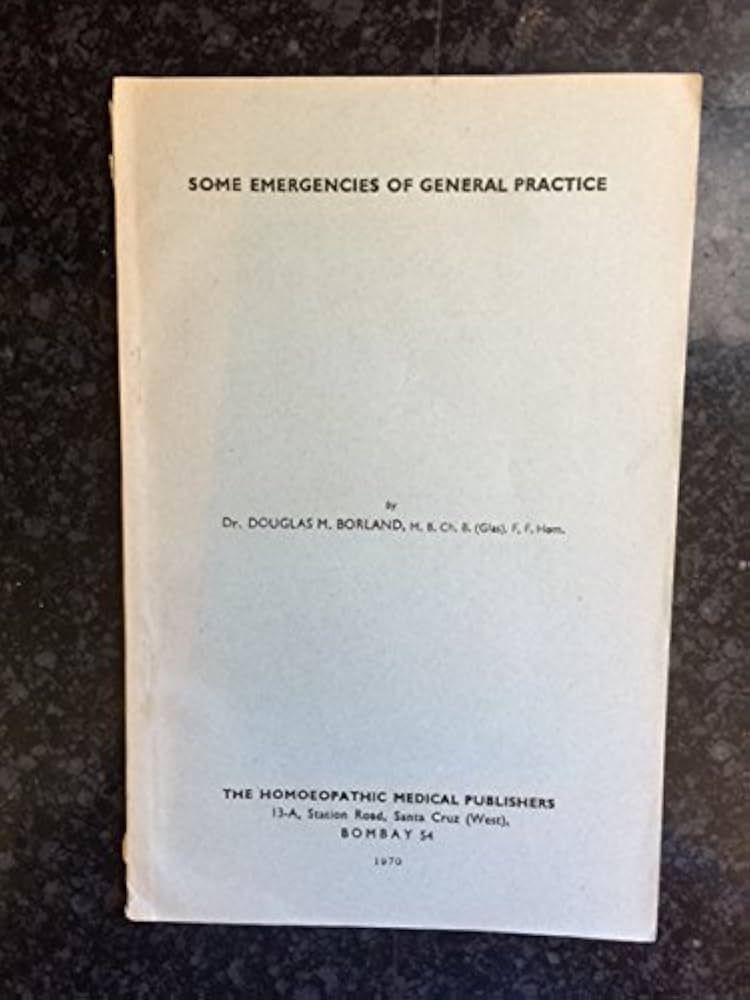 SOME EMERGENCIES OF GENERAL PRACTICE
by
Dr. DOUGLAS M. BORLAND, M. B. Ch. B. (Glas). F. F. Hom.
THE HOMOEOPATHIC MEDICAL PUBLISHERS
13-A, Station Road, Santa Cruz (West),
BOMBAY 54
1970